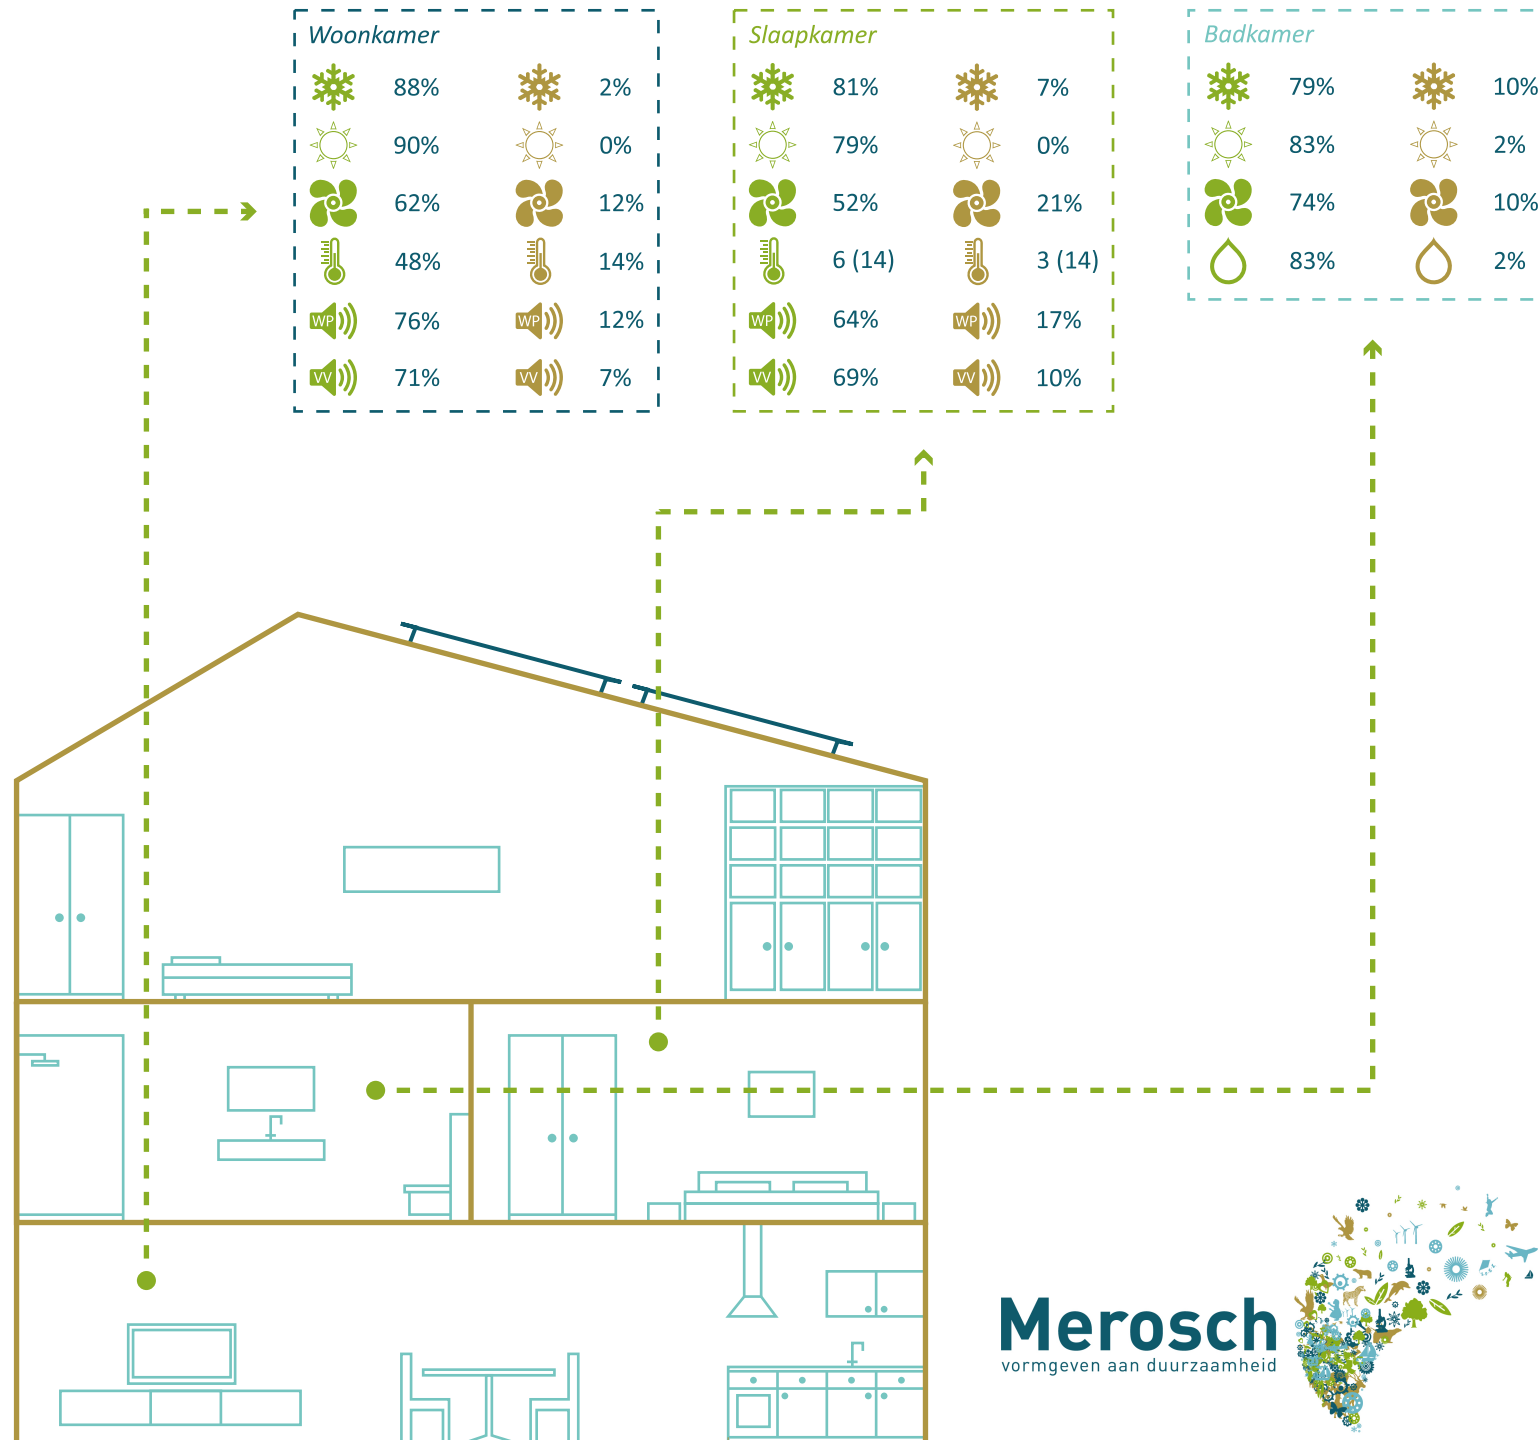 Woonkamer
88% 2%
90% 0%
62% 12%
48% 14%
WP 76% WP 12%
VV 71% VV 7%
Slaapkamer
81% 7%
79% 0%
52% 21%
6 (14) 3 (14)
WP 64% WP 17%
VV 69% VV 10%
Badkamer
79% 10%
83% 2%
74% 10%
83% 2%
Merosch
vormgeven aan duurzaamheid